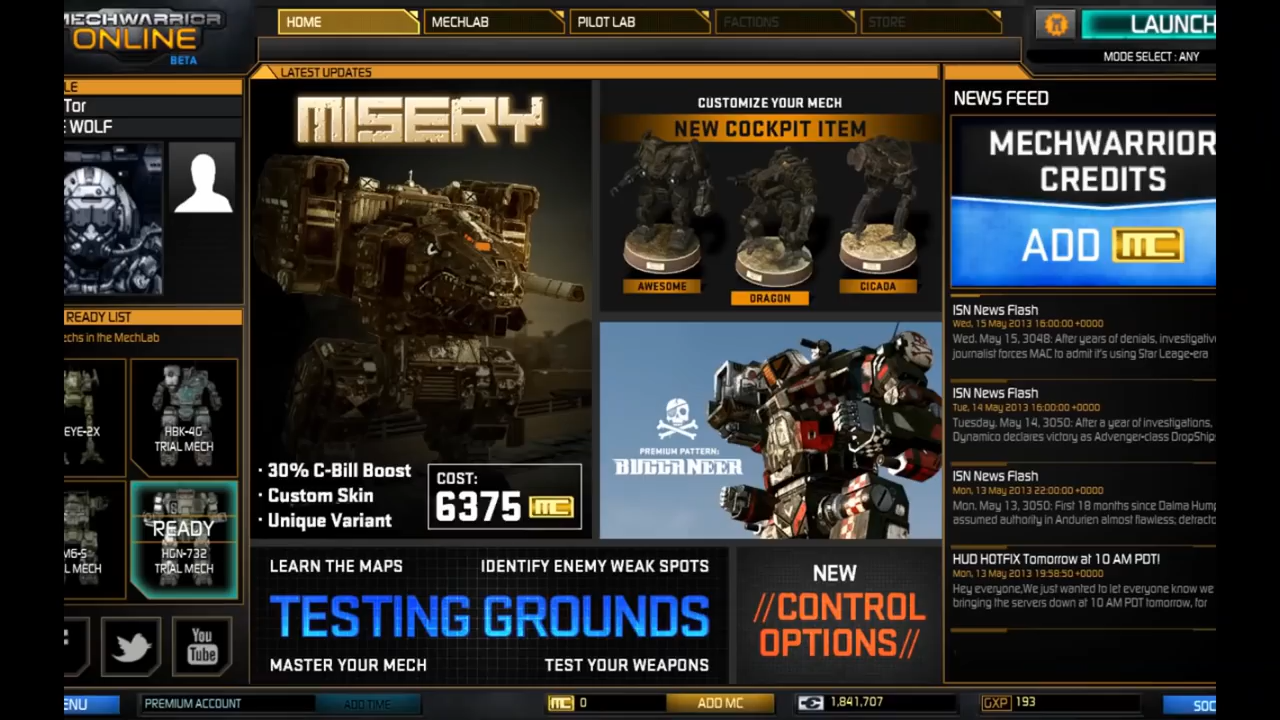 MECHWARRIOR
ONLINE
BETA
HOME
MECHLAB
PILOT LAB
FACTIONS
STORE
LAUNCH
MODE SELECT : ANY
LE
Tor
E WOLF
READY LIST
echs in the MechLab
EYE-2X
HBK-4G
TRIAL MECH
READY
M6-S
L MECH
HGN-732
TRIAL MECH
You
Tube
LATEST UPDATES
MISERY
· 30% C-Bill Boost
· Custom Skin
· Unique Variant
COST:
6375 MC
CUSTOMIZE YOUR MECH
NEW COCKPIT ITEM
AWESOME
DRAGON
CICADA
PREMIUM PATTERN:
BUCCANEER
LEARN THE MAPS
IDENTIFY ENEMY WEAK SPOTS
TESTING GROUNDS
MASTER YOUR MECH
TEST YOUR WEAPONS
NEW
//CONTROL
OPTIONS//
NEWS FEED
MECHWARRIOR
CREDITS
ADD MC
ISN News Flash
Wed, 15 May 2013 16:00:00 +0000
Wed. May 15, 3048: After years of denials, investigativ
journalist forces MAC to admit it's using Star Leage-era
ISN News Flash
Tue, 14 May 2013 16:00:00 +0000
Tuesday. May 14, 3050: After a year of investigations,
Dynamico declares victory as Advenger-class DropShip
ISN News Flash
Mon, 13 May 2013 22:00:00 +0000
Mon. May 13, 3050: First 18 months since Dalma Hump
assumed authority in Andurien almost flawless; detracto
HUD HOTFIX Tomorrow at 10 AM PDT!
Mon, 13 May 2013 19:58:50 +0000
Hey everyone,We just wanted to let everyone know we
bringing the servers down at 10 AM PDT tomorrow, for
ENU
PREMIUM ACCOUNT
ADD TIME
MC 0
ADD MC
1,841,707
GXP 193
SOC